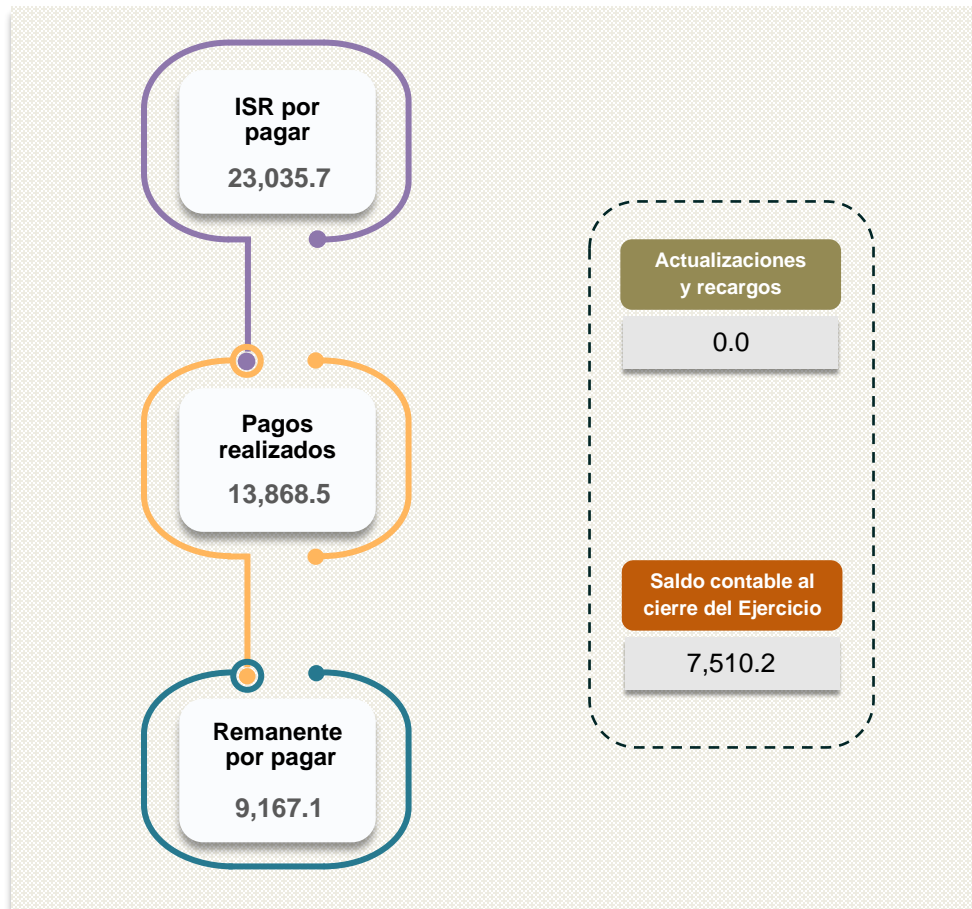 ISR por
pagar
23,035.7
Pagos
realizados
13,868.5
Remanente
por pagar
9,167.1
Actualizaciones
y recargos
0.0
Saldo contable al
cierre del Ejercicio
7,510.2